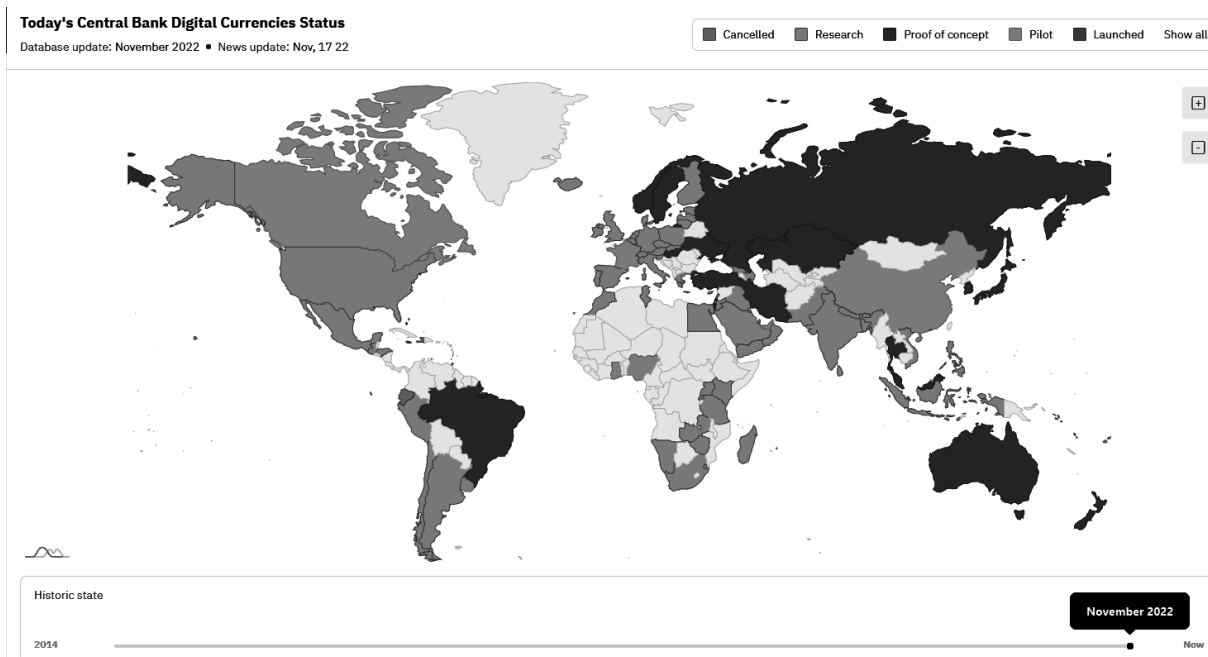 Today's Central Bank Digital Currencies Status
Database update: November 2022 • News update: Nov, 17 22
Cancelled Research Proof of concept Pilot Launched Show all
+
-
Historic state
November 2022
2014 Now